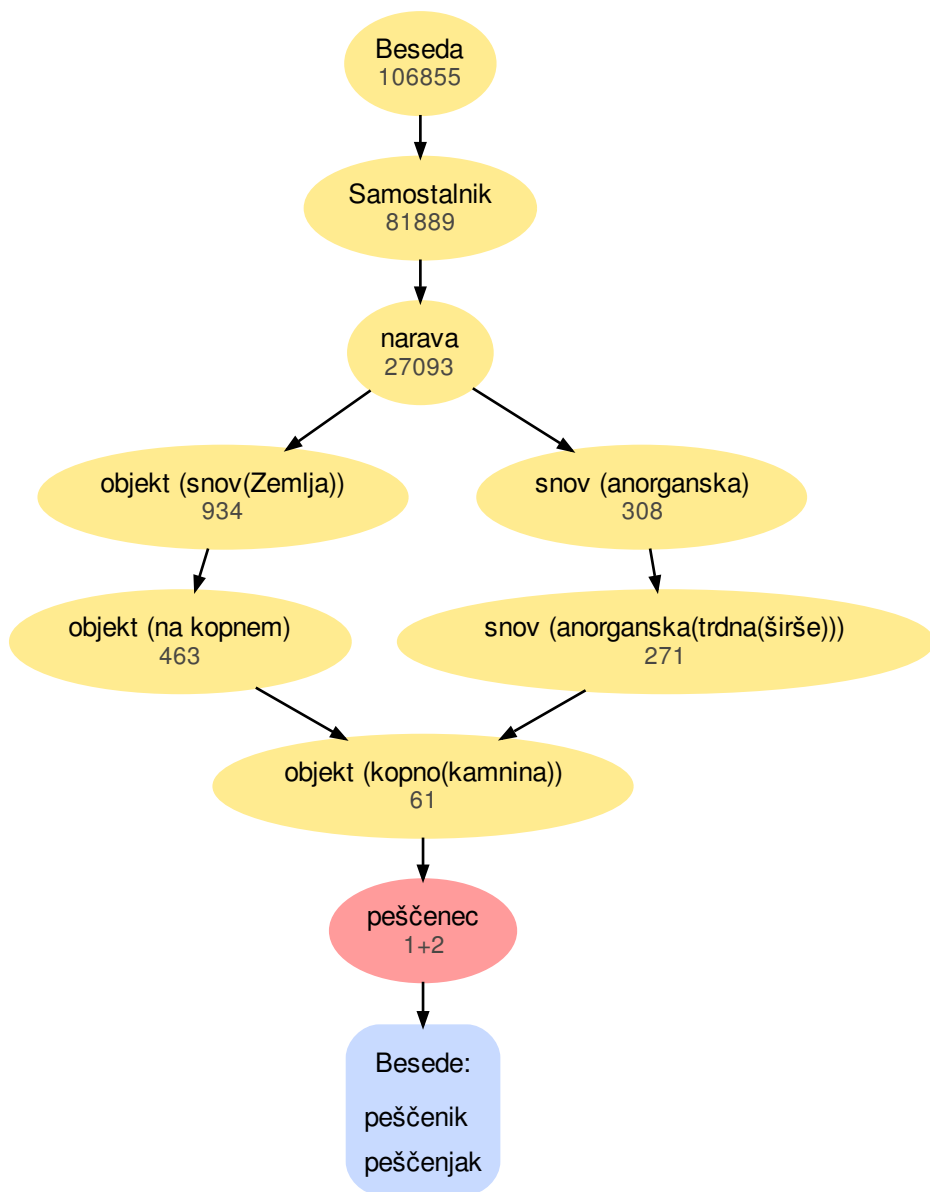 Beseda
106855
Samostalnik
81889
narava
27093
objekt (snov(Zemlja))
934
snov (anorganska)
308
objekt (na kopnem)
463
snov (anorganska(trdna(širše)))
271
objekt (kopno(kamnina))
61
peščenec
1+2
Besede:
peščenik
peščenjak